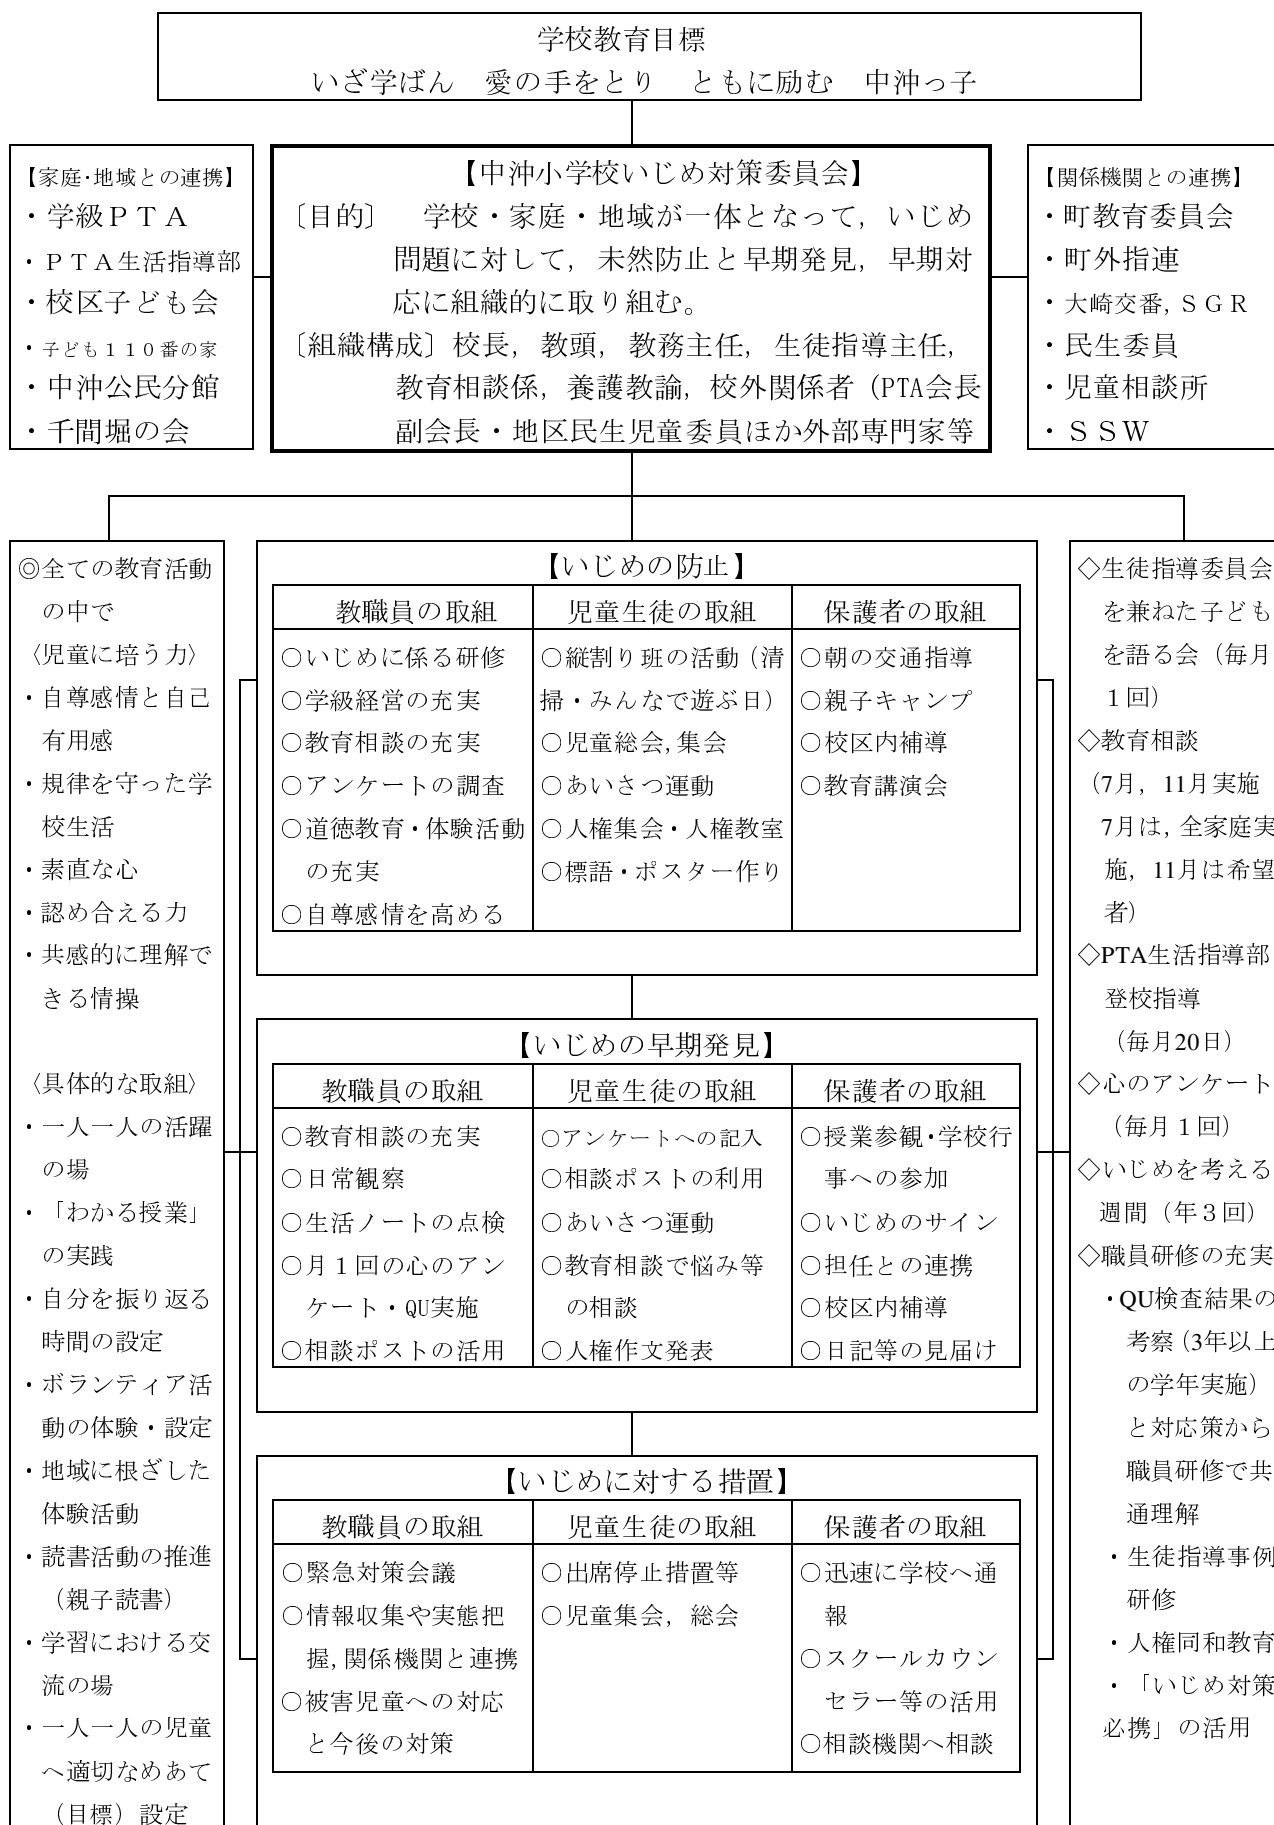 学校教育目標
いざ学ばん　愛の手をとり　ともに励む　中沖っ子
【家庭・地域との連携】
・学級ＰＴＡ
・ＰＴＡ生活指導部
・校区子ども会
・子ども１１０番の家
・中沖公民分館
・千間堀の会
【中沖小学校いじめ対策委員会】
〔目的〕　学校・家庭・地域が一体となって，いじめ
問題に対して，未然防止と早期発見，早期対
応に組織的に取り組む。
〔組織構成〕校長，教頭，教務主任，生徒指導主任，
教育相談係，養護教諭，校外関係者（PTA会長
副会長・地区民生児童委員ほか外部専門家等
【関係機関との連携】
・町教育委員会
・町外指連
・大崎交番，ＳＧＲ
・民生委員
・児童相談所
・ＳＳＷ
◎全ての教育活動
の中で
〈児童に培う力〉
・自尊感情と自己
有用感
・規律を守った学
校生活
・素直な心
・認め合える力
・共感的に理解で
きる情操
〈具体的な取組〉
・一人一人の活躍
の場
・「わかる授業」
の実践
・自分を振り返る
時間の設定
・ボランティア活
動の体験・設定
・地域に根ざした
体験活動
・読書活動の推進
（親子読書）
・学習における交
流の場
・一人一人の児童
へ適切なめあて
（目標）設定
【いじめの防止】
教職員の取組
○いじめに係る研修
○学級経営の充実
○教育相談の充実
○アンケートの調査
○道徳教育・体験活動
の充実
○自尊感情を高める
児童生徒の取組
○縦割り班の活動（清
掃・みんなで遊ぶ日）
○児童総会，集会
○あいさつ運動
○人権集会・人権教室
○標語・ポスター作り
保護者の取組
○朝の交通指導
○親子キャンプ
○校区内補導
○教育講演会
【いじめの早期発見】
教職員の取組
○教育相談の充実
○日常観察
○生活ノートの点検
○月１回の心のアン
ケート・QU実施
○相談ポストの活用
児童生徒の取組
○アンケートへの記入
○相談ポストの利用
○あいさつ運動
○教育相談で悩み等
の相談
○人権作文発表
保護者の取組
○授業参観・学校行
事への参加
○いじめのサイン
○担任との連携
○校区内補導
○日記等の見届け
【いじめに対する措置】
教職員の取組
○緊急対策会議
○情報収集や実態把
握，関係機関と連携
○被害児童への対応
と今後の対策
児童生徒の取組
○出席停止措置等
○児童集会，総会
保護者の取組
○迅速に学校へ通
報
○スクールカウン
セラー等の活用
○相談機関へ相談
◇生徒指導委員会
を兼ねた子ども
を語る会（毎月
１回）
◇教育相談
（7月，11月実施
7月は，全家庭実
施，11月は希望
者）
◇PTA生活指導部
登校指導
（毎月20日）
◇心のアンケート
（毎月１回）
◇いじめを考える
週間（年３回）
◇職員研修の充実
・QU検査結果の
考察（3年以上
の学年実施）
と対応策から
職員研修で共
通理解
・生徒指導事例
研修
・人権同和教育
・「いじめ対策
必携」の活用